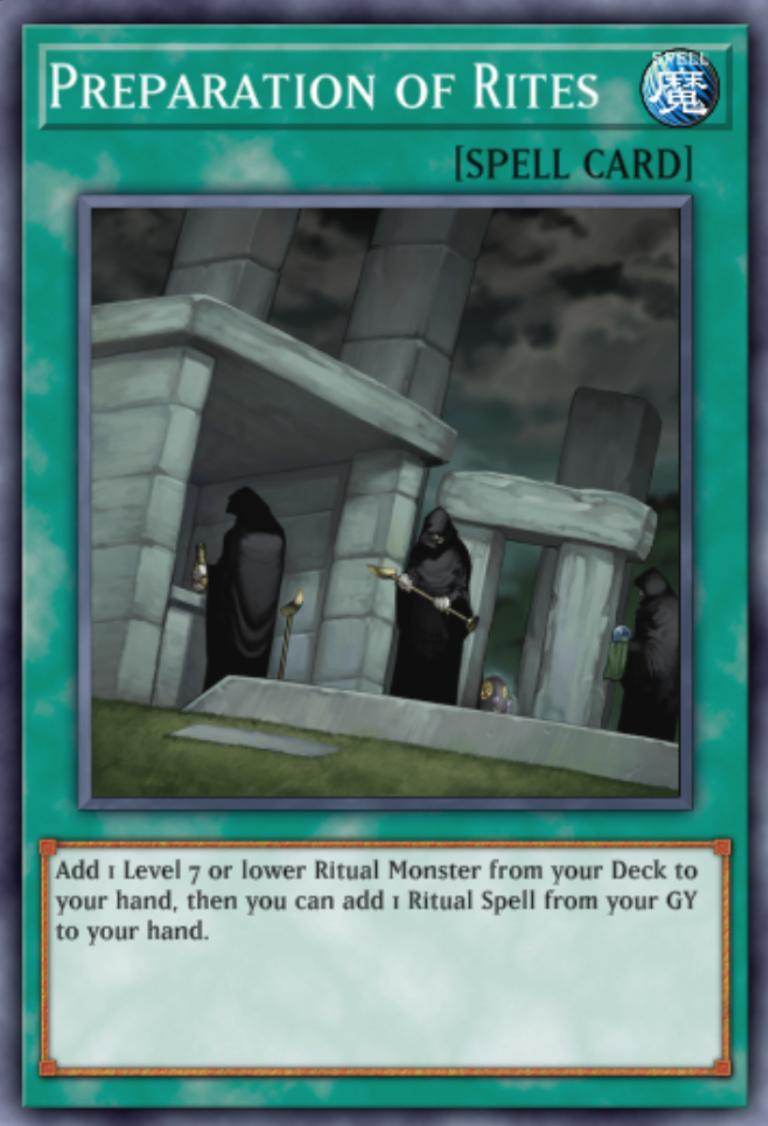 Preparation of Rites
SPELL
魔
[SPELL CARD]
Add 1 Level 7 or lower Ritual Monster from your Deck to
your hand, then you can add 1 Ritual Spell from your GY
to your hand.